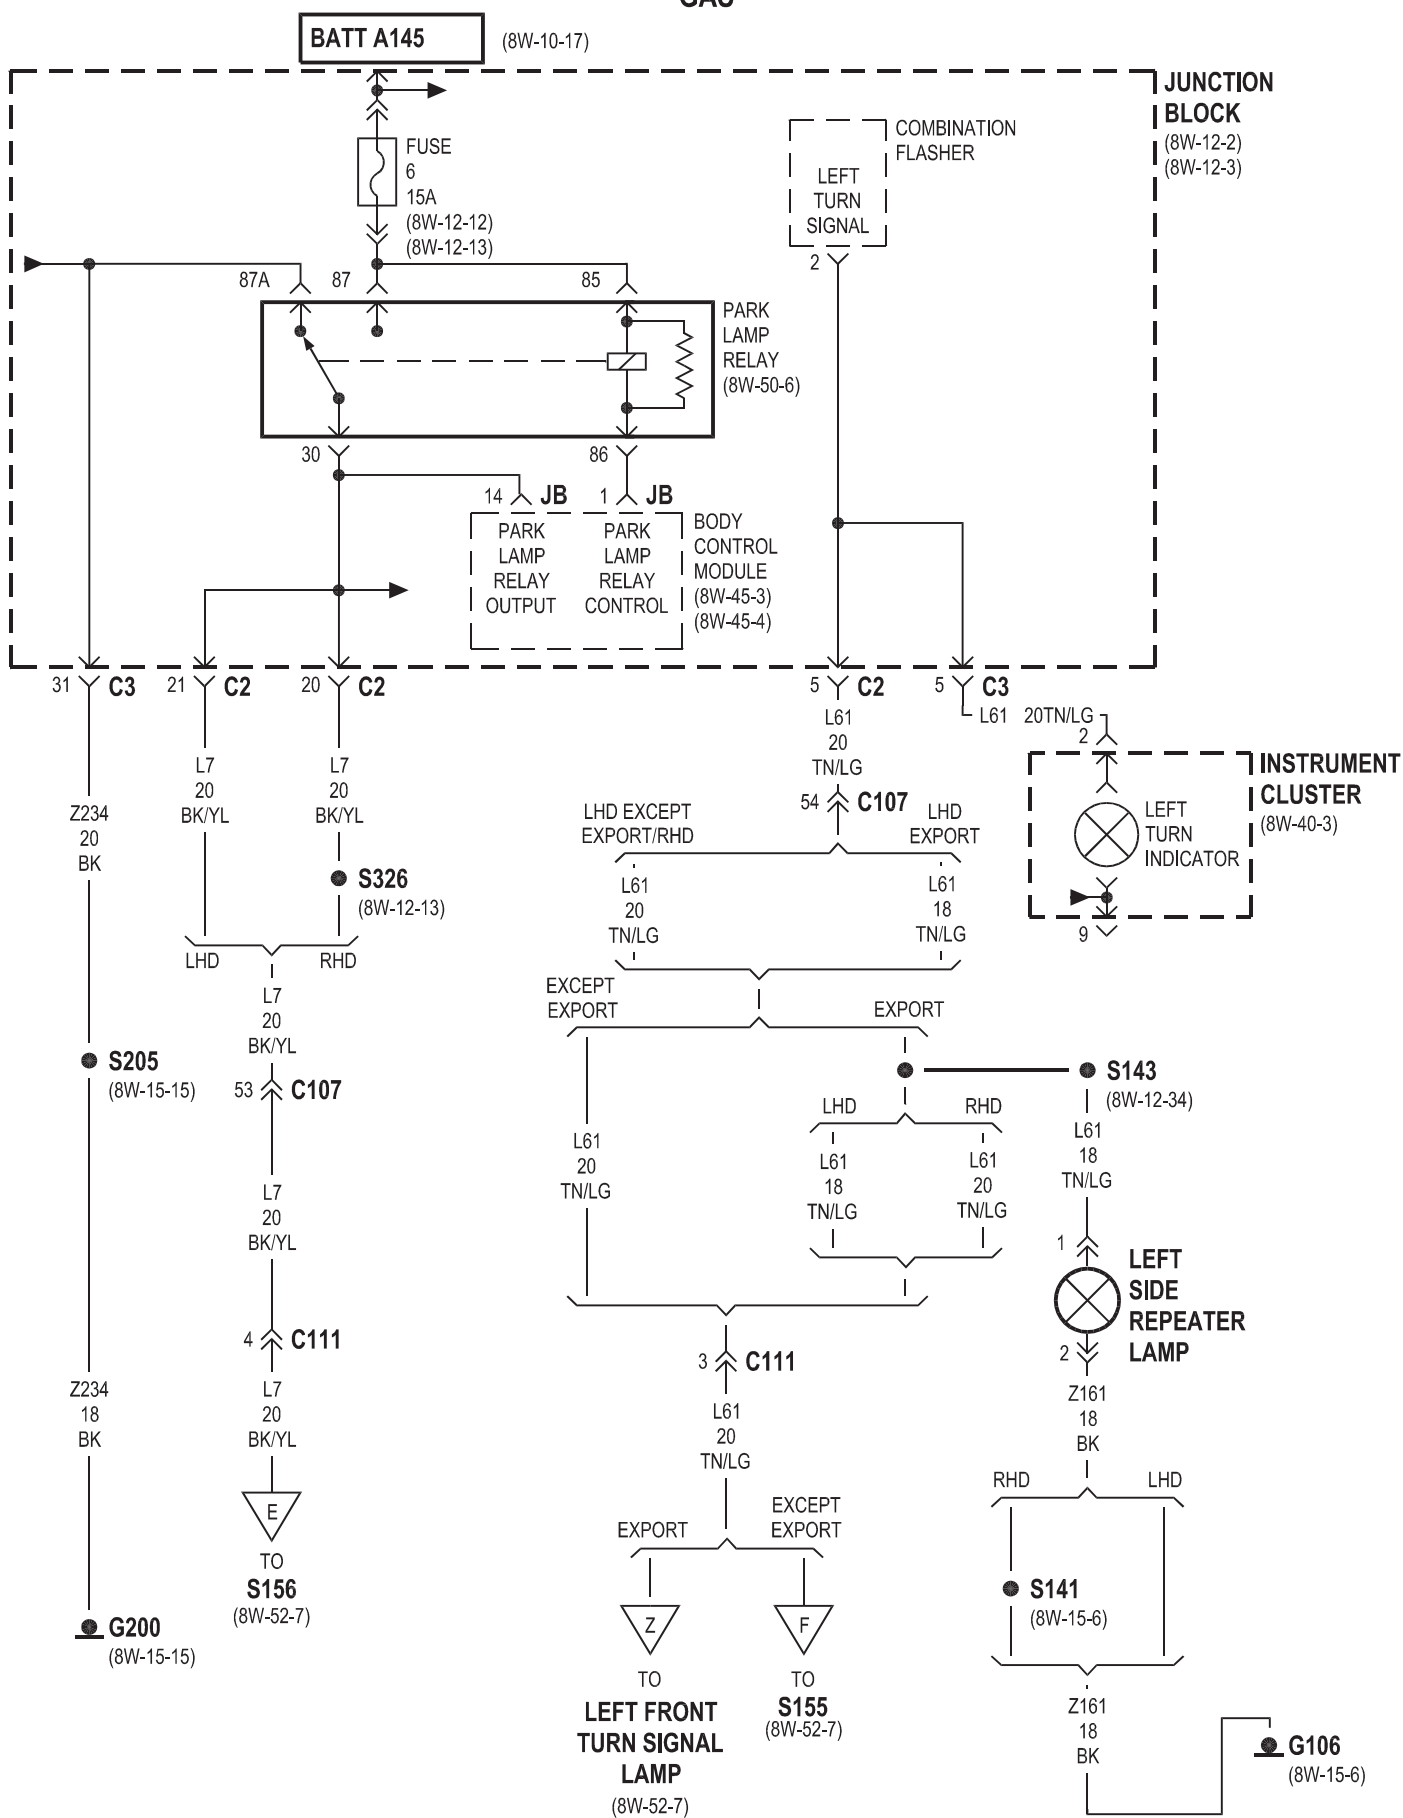 GAS
BATT A145
(8W-10-17)
JUNCTION
BLOCK
(8W-12-2)
(8W-12-3)
FUSE
6
15A
(8W-12-12)
(8W-12-13)
COMBINATION
FLASHER
LEFT
TURN
SIGNAL
2
87A
87
85
PARK
LAMP
RELAY
(8W-50-6)
30
86
14
JB
1
JB
PARK
LAMP
RELAY
OUTPUT
PARK
LAMP
RELAY
CONTROL
BODY
CONTROL
MODULE
(8W-45-3)
(8W-45-4)
31
C3
21
C2
20
C2
5
C2
5
C3
L61
20TN/LG
2
L61
20
TN/LG
INSTRUMENT
CLUSTER
(8W-40-3)
LEFT
TURN
INDICATOR
9
L7
20
BK/YL
L7
20
BK/YL
Z234
20
BK
54
C107
LHD EXCEPT
EXPORT/RHD
LHD
EXPORT
L61
20
TN/LG
L61
18
TN/LG
S326
(8W-12-13)
LHD
RHD
L7
20
BK/YL
EXCEPT
EXPORT
EXPORT
S205
(8W-15-15)
53
C107
S143
(8W-12-34)
LHD
RHD
L61
20
TN/LG
L61
18
TN/LG
L61
20
TN/LG
L61
18
TN/LG
L7
20
BK/YL
1
LEFT
SIDE
REPEATER
LAMP
2
4
C111
3
C111
Z234
18
BK
L7
20
BK/YL
L61
20
TN/LG
Z161
18
BK
RHD
LHD
E
TO
S156
(8W-52-7)
EXPORT
EXCEPT
EXPORT
S141
(8W-15-6)
G200
(8W-15-15)
Z
TO
LEFT FRONT
TURN SIGNAL
LAMP
(8W-52-7)
F
TO
S155
(8W-52-7)
Z161
18
BK
G106
(8W-15-6)